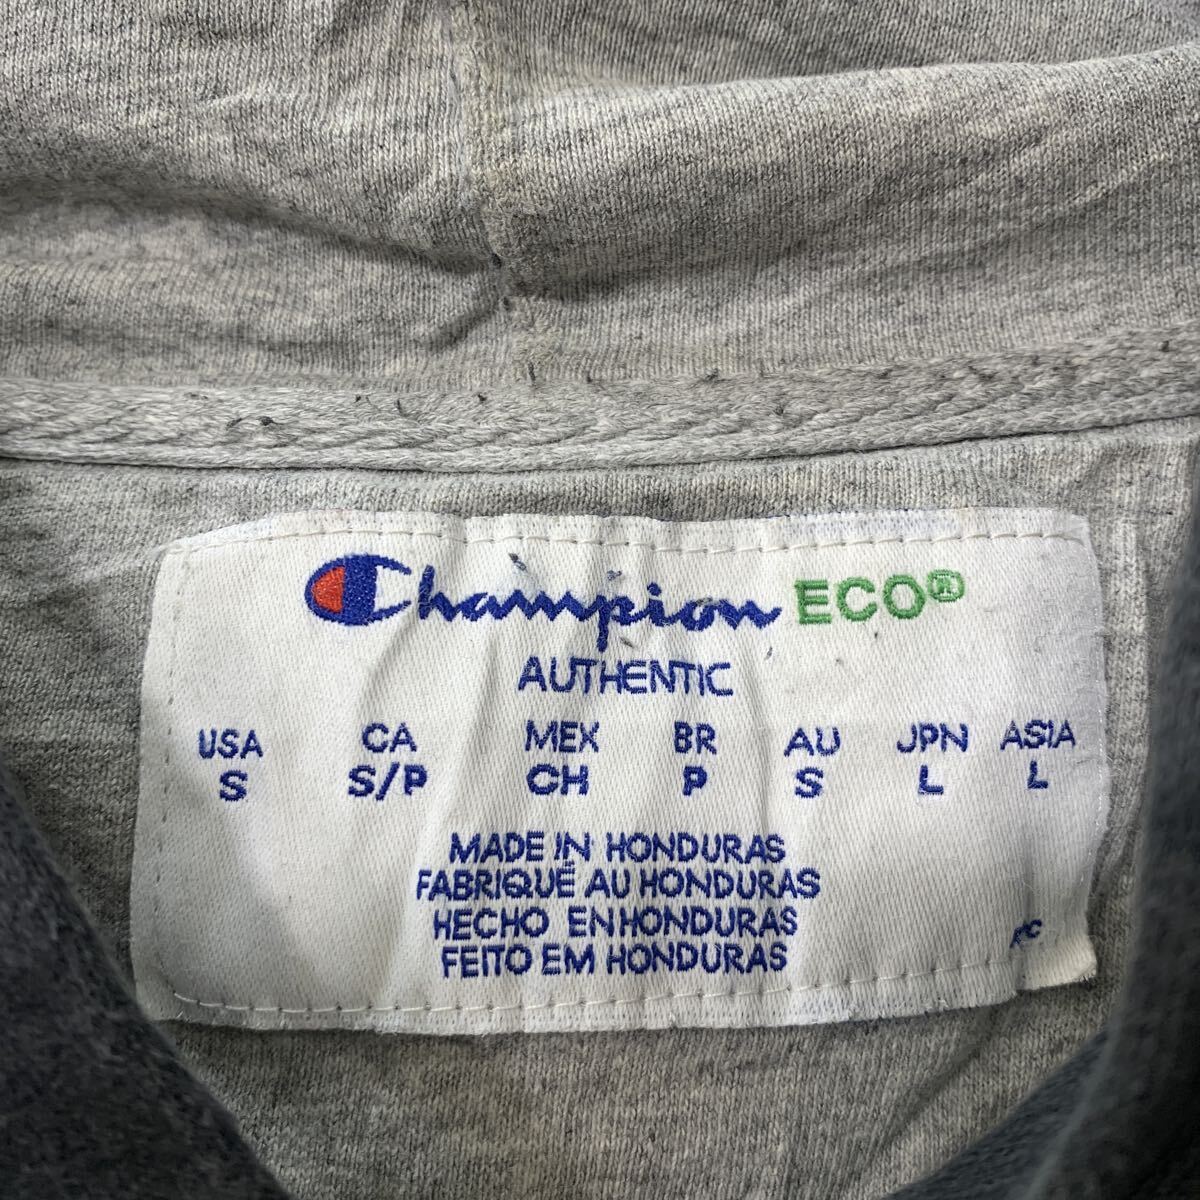 Champion ECO®
AUTHENTIC
USA CA MEX BR AU JPN ASIA
S S/P CH P S L L
MADE IN HONDURAS
FABRIQUÉ AU HONDURAS
HECHO EN HONDURAS
FEITO EM HONDURAS